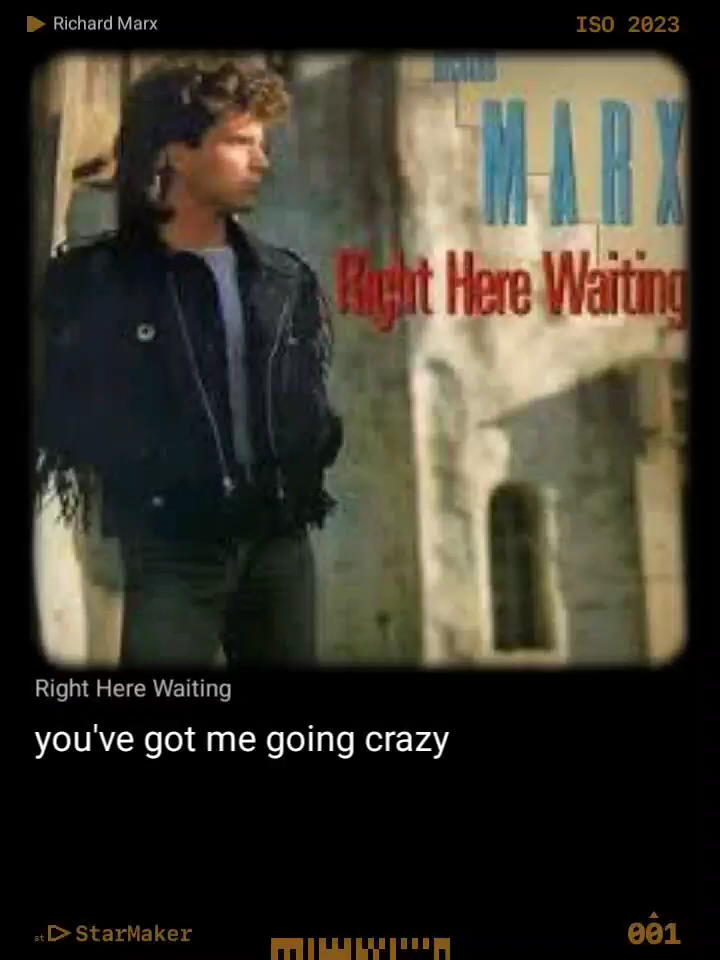 Richard Marx
ISO 2023
MARX
Right Here Waiting
Right Here Waiting
you've got me going crazy
st StarMaker
001